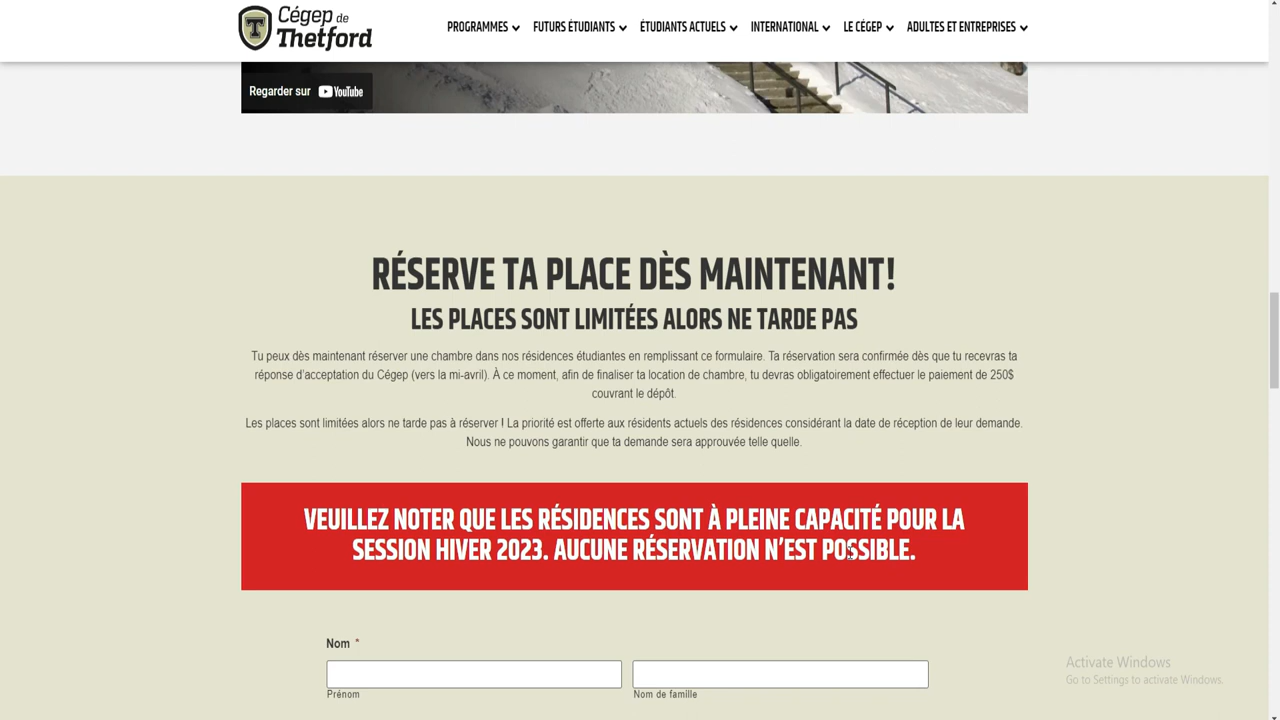 Cégep de
Thetford
PROGRAMMES FUTURS ÉTUDIANTS ÉTUDIANTS ACTUELS INTERNATIONAL LE CÉGEP ADULTES ET ENTREPRISES
Regarder sur YouTube
RÉSERVE TA PLACE DÈS MAINTENANT!
LES PLACES SONT LIMITÉES ALORS NE TARDE PAS
Tu peux dès maintenant réserver une chambre dans nos résidences étudiantes en remplissant ce formulaire. Ta réservation sera confirmée dès que tu recevras ta
réponse d'acceptation du Cégep (vers la mi-avril). À ce moment, afin de finaliser ta location de chambre, tu devras obligatoirement effectuer le paiement de 250$
couvrant le dépôt.
Les places sont limitées alors ne tarde pas à réserver ! La priorité est offerte aux résidents actuels des résidences considérant la date de réception de leur demande.
Nous ne pouvons garantir que ta demande sera approuvée telle quelle.
VEUILLEZ NOTER QUE LES RÉSIDENCES SONT À PLEINE CAPACITÉ POUR LA
SESSION HIVER 2023. AUCUNE RÉSERVATION N'EST POSSIBLE.
Nom *
Prénom Nom de famille
Activate Windows
Go to Settings to activate Windows.